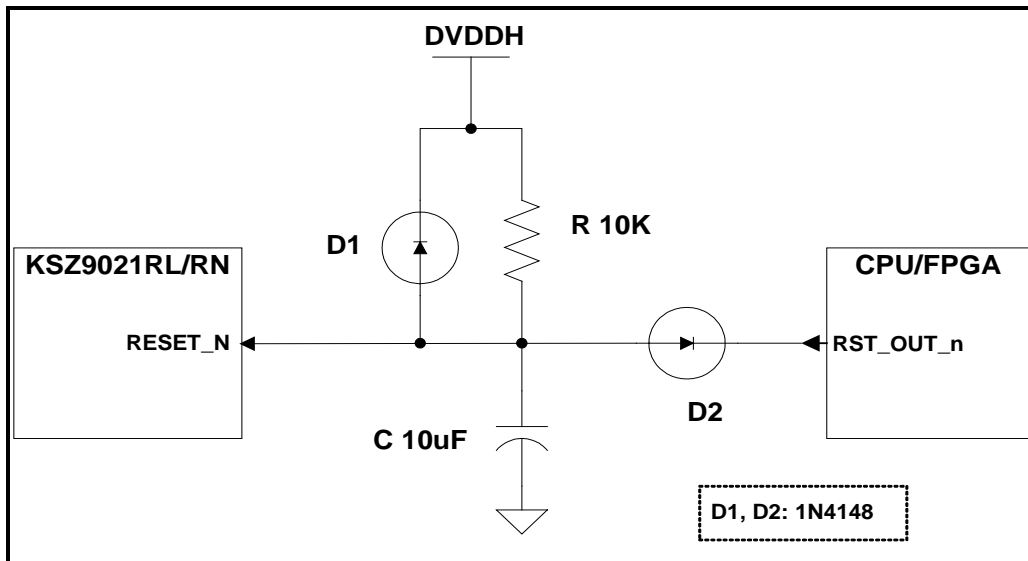 DVDDH
D1
R 10K
KSZ9021RL/RN
CPU/FPGA
RESET_N
RST_OUT_n
D2
C 10uF
D1, D2: 1N4148